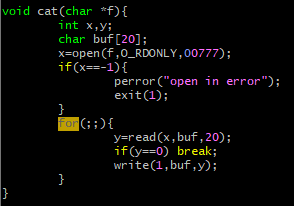 void cat(char *f){
int x,y;
char buf[20];
x=open(f,O_RDONLY,00777);
if(x==-1){
perror("open in error");
exit(1);
}
for(;;){
y=read(x,buf,20);
if(y==0) break;
write(1,buf,y);
}
}